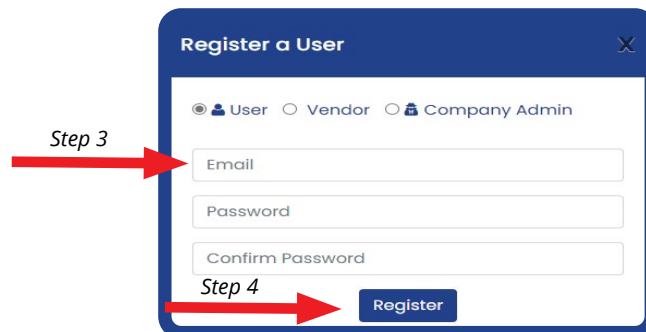 Register a User X
User Vendor Company Admin
Step 3
Email
Password
Confirm Password
Step 4
Register